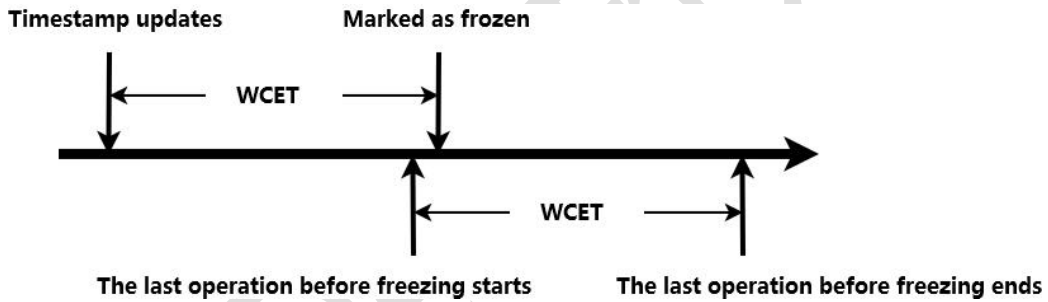 Timestamp updates
Marked as frozen
WCET
WCET
The last operation before freezing starts
The last operation before freezing ends